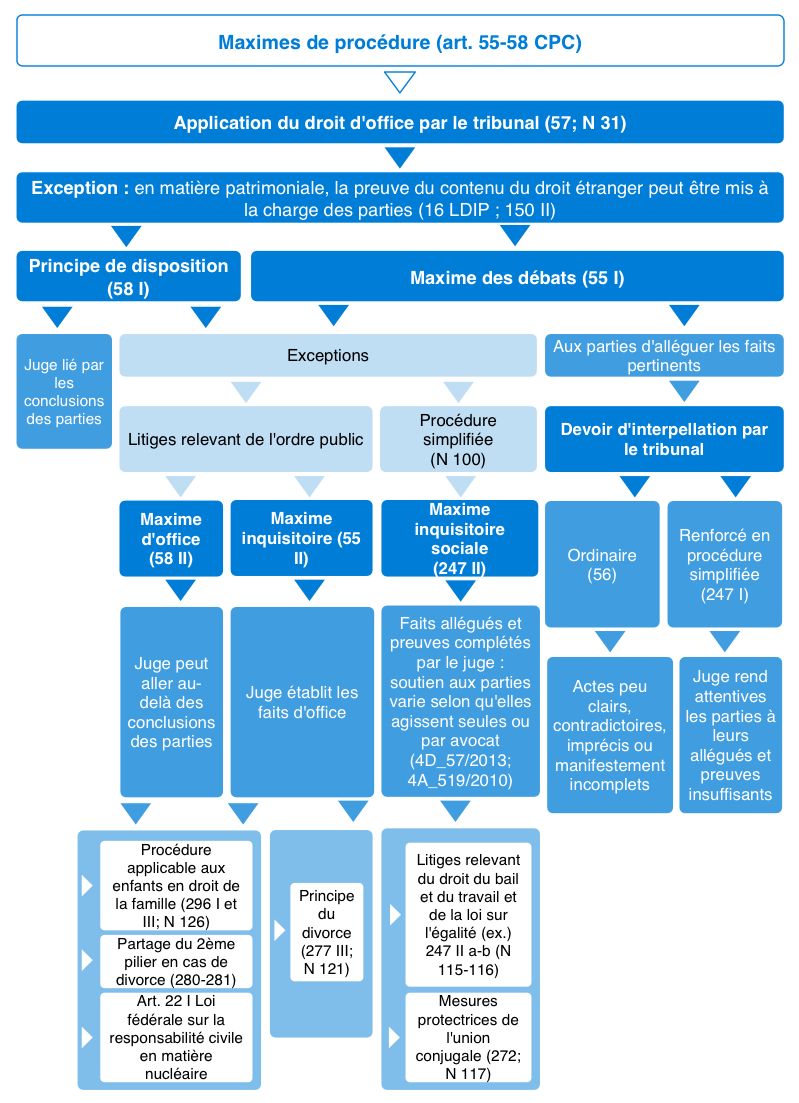 Maximes de procédure (art. 55-58 CPC)
Application du droit d'office par le tribunal (57; N 31)
Exception : en matière patrimoniale, la preuve du contenu du droit étranger peut être mis à
la charge des parties (16 LDIP ; 150 II)
Principe de disposition
(58 I)
Maxime des débats (55 I)
Juge lié par
les
conclusions
des parties
Exceptions
Aux parties d'alléguer les faits
pertinents
Litiges relevant de l'ordre public
Procédure
simplifiée
(N 100)
Devoir d'interpellation par
le tribunal
Maxime
d'office
(58 II)
Maxime
inquisitoire (55
II)
Maxime
inquisitoire
sociale
(247 II)
Ordinaire
(56)
Renforcé en
procédure
simplifiée
(247 I)
Juge peut
aller au-
delà des
conclusions
des parties
Juge établit les
faits d'office
Faits allégués et
preuves complétés
par le juge :
soutien aux parties
varie selon qu'elles
agissent seules ou
par avocat
(4D_57/2013;
4A_519/2010)
Actes peu
clairs,
contradictoires,
imprécis ou
manifestement
incomplets
Juge rend
attentives
les parties à
leurs
allégués et
preuves
insuffisants
Procédure
applicable aux
enfants en droit de
la famille (296 I et
III; N 126)
Partage du 2ème
pilier en cas de
divorce (280-281)
Art. 22 I Loi
fédérale sur la
responsabilité civile
en matière
nucléaire
Principe
du
divorce
(277 III;
N 121)
Litiges relevant
du droit du bail
et du travail et
de la loi sur
l'égalité (ex.)
247 II a-b (N
115-116)
Mesures
protectrices de
l'union
conjugale (272;
N 117)